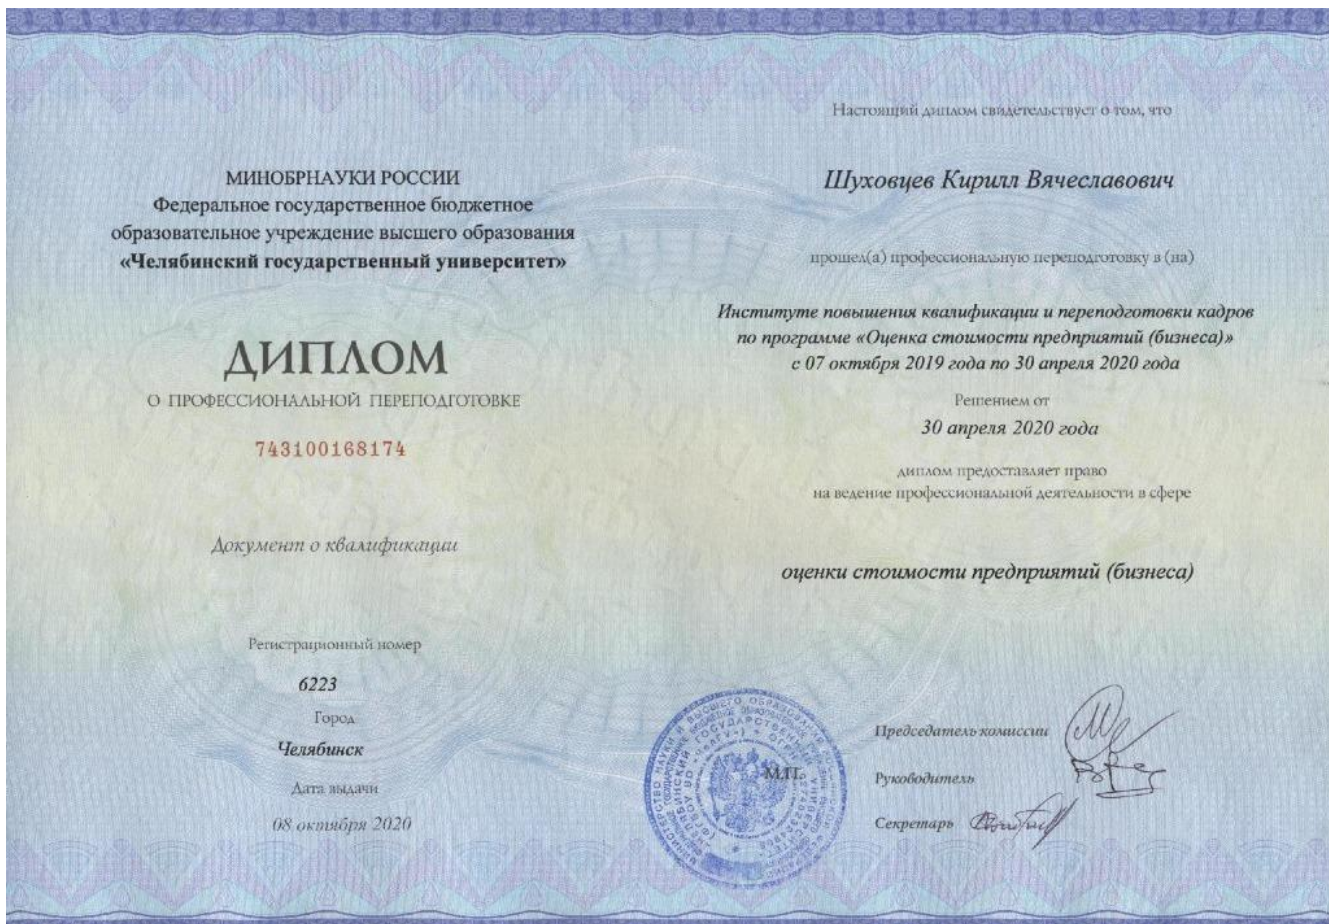 МИНОБРНАУКИ РОССИИ
Федеральное государственное бюджетное
образовательное учреждение высшего образования
«Челябинский государственный университет»
ДИПЛОМ
О ПРОФЕССИОНАЛЬНОЙ ПЕРЕПОДГОТОВКЕ
743100168174
Документ о квалификации
Регистрационный номер
6223
Город
Челябинск
Дата выдачи
08 октября 2020
Настоящий диплом свидетельствует о том, что
Шуховцев Кирилл Вячеславович
прошел(а) профессиональную переподготовку в (на)
Институте повышения квалификации и переподготовки кадров
по программе «Оценка стоимости предприятий (бизнеса)»
с 07 октября 2019 года по 30 апреля 2020 года
Решением от
30 апреля 2020 года
диплом предоставляет право
на ведение профессиональной деятельности в сфере
оценки стоимости предприятий (бизнеса)
Председатель комиссии
М.П.
Руководитель
Секретарь